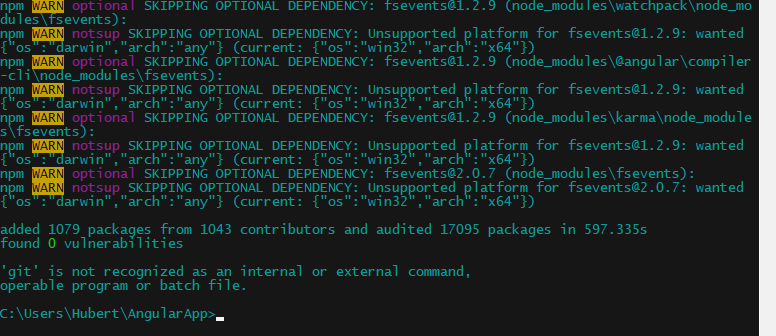 npm WARN optional SKIPPING OPTIONAL DEPENDENCY: fsevents@1.2.9 (node_modules\watchpack\node_mo
dules\fsevents):
npm WARN notsup SKIPPING OPTIONAL DEPENDENCY: Unsupported platform for fsevents@1.2.9: wanted
{"os":"darwin","arch":"any"} (current: {"os":"win32","arch":"x64"})
npm WARN optional SKIPPING OPTIONAL DEPENDENCY: fsevents@1.2.9 (node_modules\@angular\compiler
-cli\node_modules\fsevents):
npm WARN notsup SKIPPING OPTIONAL DEPENDENCY: Unsupported platform for fsevents@1.2.9: wanted
{"os":"darwin","arch":"any"} (current: {"os":"win32","arch":"x64"})
npm WARN optional SKIPPING OPTIONAL DEPENDENCY: fsevents@1.2.9 (node_modules\karma\node_module
s\fsevents):
npm WARN notsup SKIPPING OPTIONAL DEPENDENCY: Unsupported platform for fsevents@1.2.9: wanted
{"os":"darwin","arch":"any"} (current: {"os":"win32","arch":"x64"})
npm WARN optional SKIPPING OPTIONAL DEPENDENCY: fsevents@2.0.7 (node_modules\fsevents):
npm WARN notsup SKIPPING OPTIONAL DEPENDENCY: Unsupported platform for fsevents@2.0.7: wanted
{"os":"darwin","arch":"any"} (current: {"os":"win32","arch":"x64"})
added 1079 packages from 1043 contributors and audited 17095 packages in 597.335s
found 0 vulnerabilities
'git' is not recognized as an internal or external command,
operable program or batch file.
C:\Users\Hubert\AngularApp>